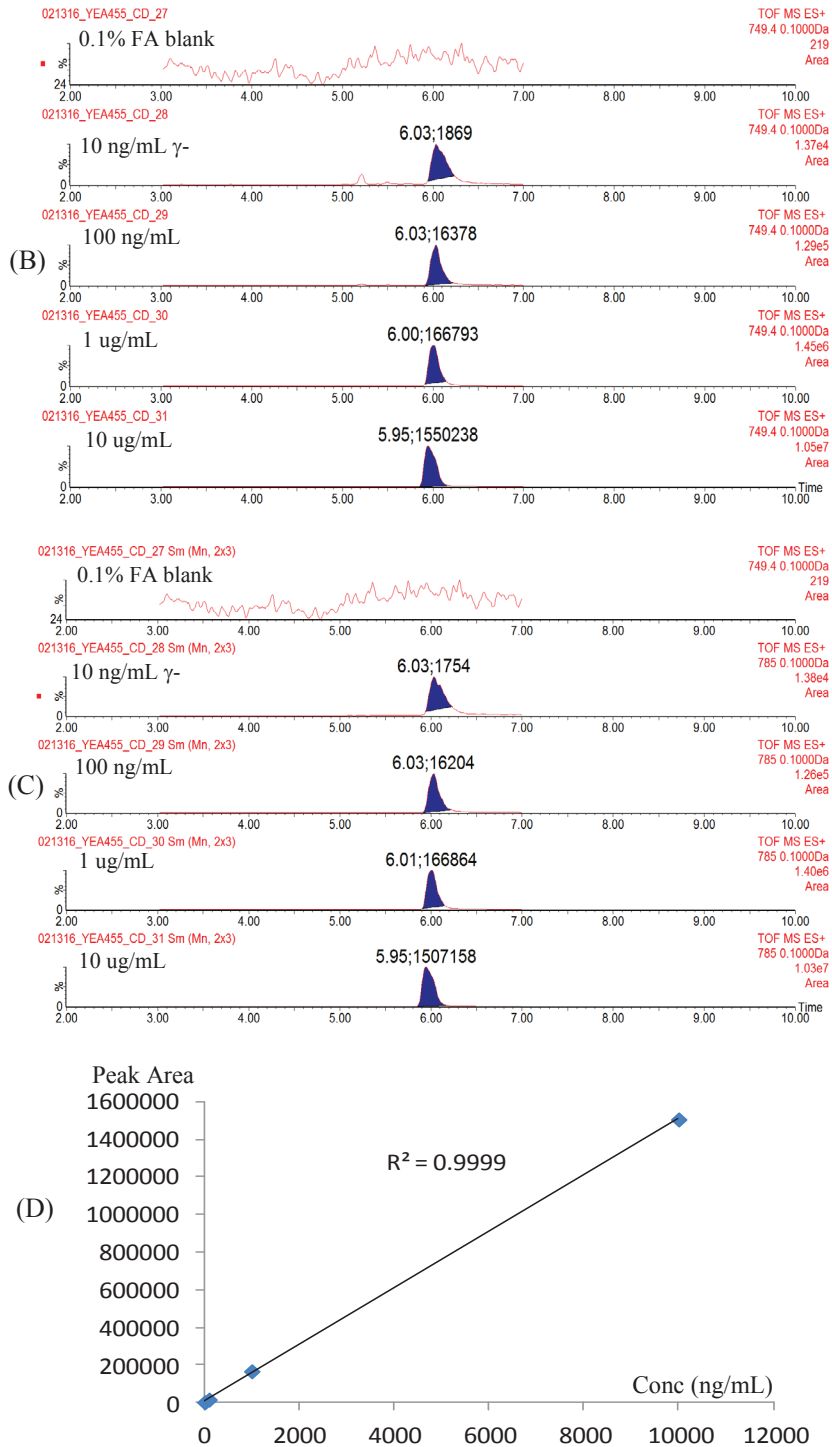 021316_YEA455_CD_27
TOF MS ES+
749.4 0.1000Da
219
Area
0.1% FA blank
%
24
2.00 3.00 4.00 5.00 6.00 7.00 8.00 9.00 10.00
021316_YEA455_CD_28
TOF MS ES+
749.4 0.1000Da
1.37e4
Area
10 ng/mL γ-
6.03;1869
%
0
2.00 3.00 4.00 5.00 6.00 7.00 8.00 9.00 10.00
021316_YEA455_CD_29
TOF MS ES+
749.4 0.1000Da
1.29e5
Area
100 ng/mL
6.03;16378
(B)
%
0
2.00 3.00 4.00 5.00 6.00 7.00 8.00 9.00 10.00
021316_YEA455_CD_30
TOF MS ES+
749.4 0.1000Da
1.45e6
Area
1 ug/mL
6.00;166793
%
0
2.00 3.00 4.00 5.00 6.00 7.00 8.00 9.00 10.00
021316_YEA455_CD_31
TOF MS ES+
749.4 0.1000Da
1.05e7
Area
10 ug/mL
5.95;1550238
%
0
Time
2.00 3.00 4.00 5.00 6.00 7.00 8.00 9.00 10.00
021316_YEA455_CD_27 Sm (Mn, 2x3)
TOF MS ES+
749.4 0.1000Da
219
Area
0.1% FA blank
%
24
2.00 3.00 4.00 5.00 6.00 7.00 8.00 9.00 10.00
021316_YEA455_CD_28 Sm (Mn, 2x3)
TOF MS ES+
785 0.1000Da
1.38e4
Area
10 ng/mL γ-
6.03;1754
%
0
2.00 3.00 4.00 5.00 6.00 7.00 8.00 9.00 10.00
021316_YEA455_CD_29 Sm (Mn, 2x3)
TOF MS ES+
785 0.1000Da
1.26e5
Area
100 ng/mL
6.03;16204
(C)
%
0
2.00 3.00 4.00 5.00 6.00 7.00 8.00 9.00 10.00
021316_YEA455_CD_30 Sm (Mn, 2x3)
TOF MS ES+
785 0.1000Da
1.40e6
Area
1 ug/mL
6.01;166864
%
0
2.00 3.00 4.00 5.00 6.00 7.00 8.00 9.00 10.00
021316_YEA455_CD_31 Sm (Mn, 2x3)
TOF MS ES+
785 0.1000Da
1.03e7
Area
10 ug/mL
5.95;1507158
%
0
Time
2.00 3.00 4.00 5.00 6.00 7.00 8.00 9.00 10.00
Peak Area
1600000
1400000
R² = 0.9999
1200000
(D)
1000000
800000
600000
400000
200000
Conc (ng/mL)
0
0 2000 4000 6000 8000 10000 12000